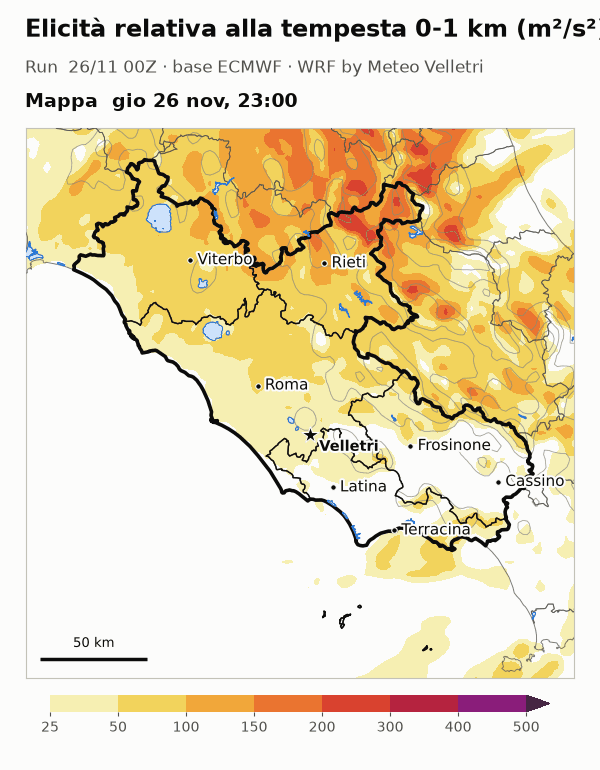 Elicità relativa alla tempesta 0-1 km (m²/s²)
Run  26/11 00Z · base ECMWF · WRF by Meteo Velletri
Mappa  gio 26 nov, 23:00
Viterbo
Rieti
Roma
Velletri
Frosinone
Cassino
Latina
Terracina
50 km
25 50 100 150 200 300 400 500